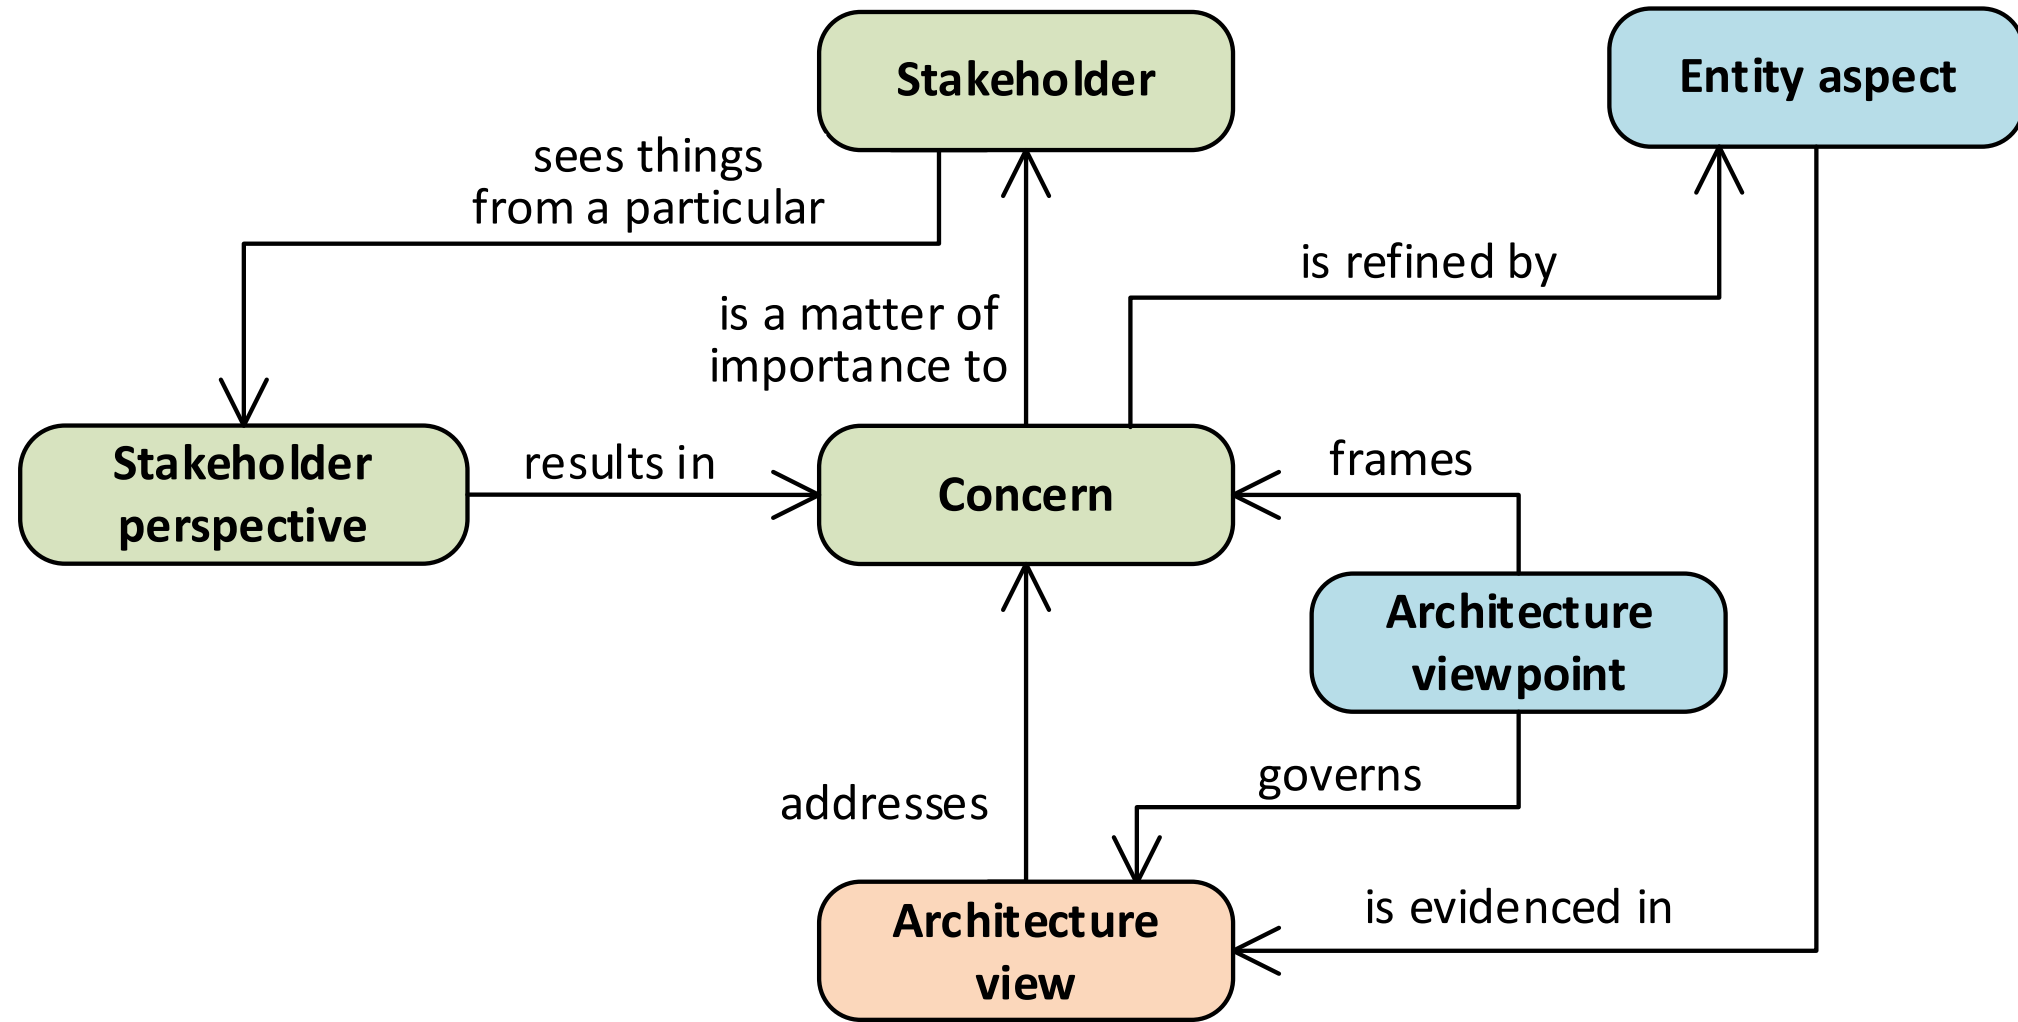 Stakeholder
Entity aspect
sees things
from a particular
is refined by
is a matter of
importance to
Stakeholder
perspective
results in
Concern
frames
Architecture
viewpoint
governs
addresses
Architecture
view
is evidenced in